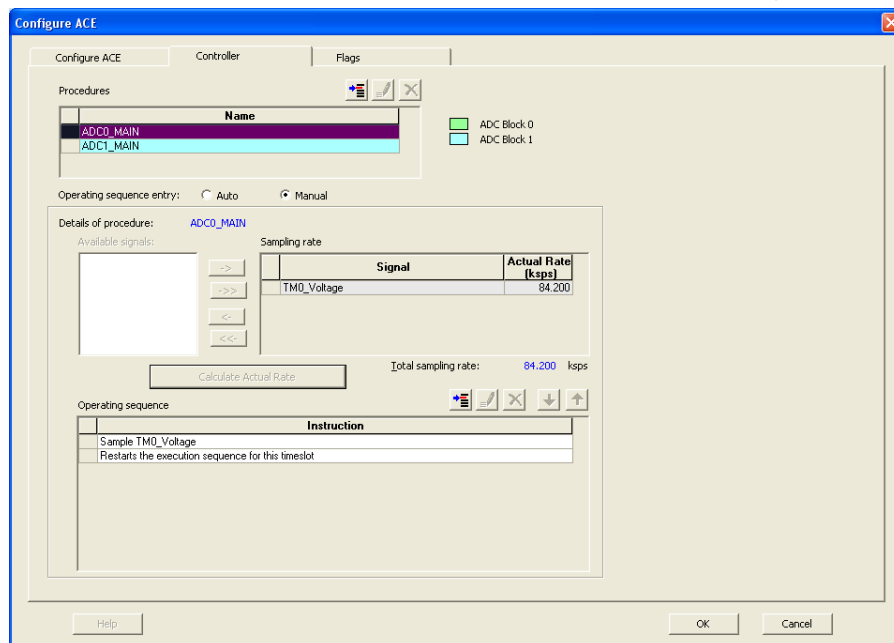 Configure ACE
Configure ACE Controller Flags
Procedures
Name
ADC0_MAIN
ADC1_MAIN
ADC Block 0
ADC Block 1
Operating sequence entry: Auto Manual
Details of procedure: ADC0_MAIN
Available signals: Sampling rate
Signal Actual Rate (ksps)
TM0_Voltage 84.200
->
->>
<-
<<-
Calculate Actual Rate
Total sampling rate: 84.200 ksps
Operating sequence
Instruction
Sample TM0_Voltage
Restarts the execution sequence for this timeslot
Help OK Cancel